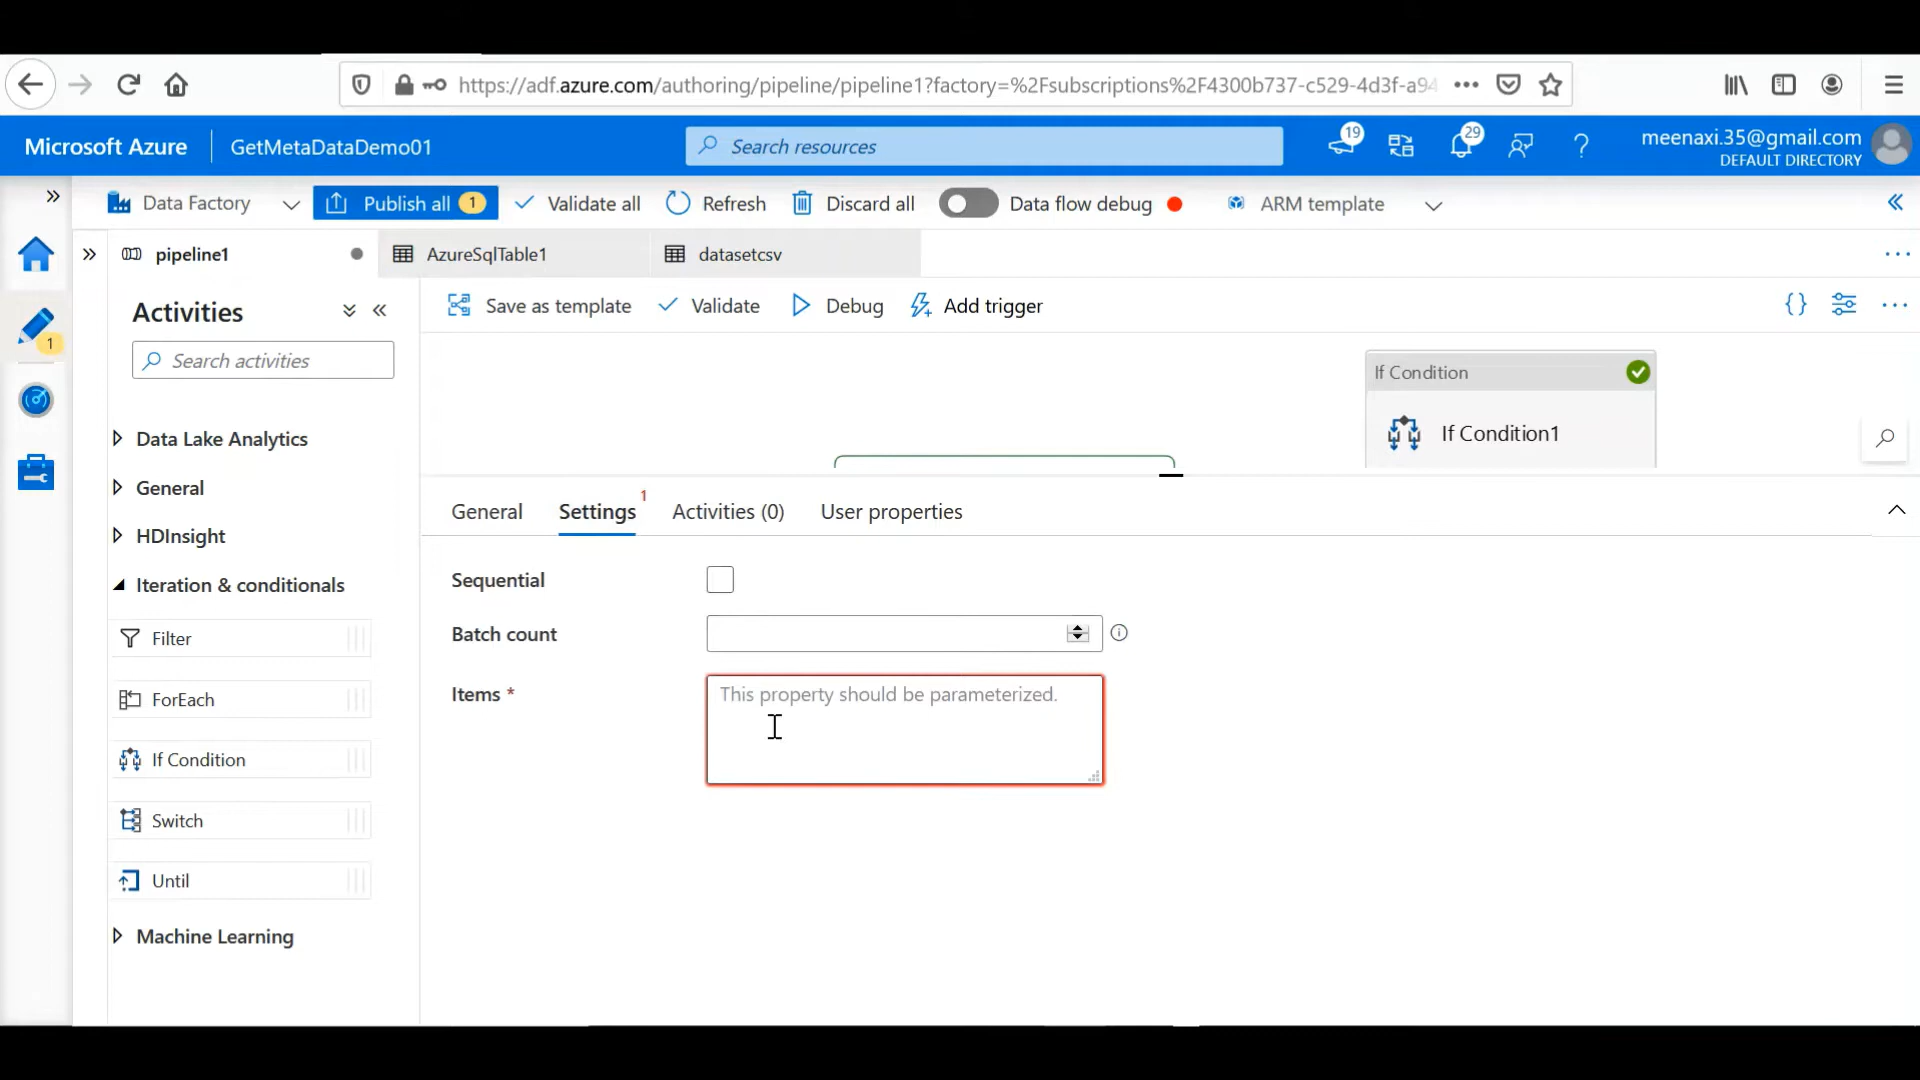 https://adf.azure.com/authoring/pipeline/pipeline1?factory=%2Fsubscriptions%2F4300b737-c529-4d3f-a94
Microsoft Azure
GetMetaDataDemo01
Search resources
19
29
meenaxi.35@gmail.com
DEFAULT DIRECTORY
Data Factory
Publish all 1
Validate all
Refresh
Discard all
Data flow debug
ARM template
pipeline1
AzureSqlTable1
datasetcsv
1
Activities
Search activities
Save as template
Validate
Debug
Add trigger
Data Lake Analytics
General
HDInsight
Iteration & conditionals
Filter
ForEach
If Condition
Switch
Until
Machine Learning
If Condition
If Condition1
General
Settings 1
Activities (0)
User properties
Sequential
Batch count
Items *
This property should be parameterized.